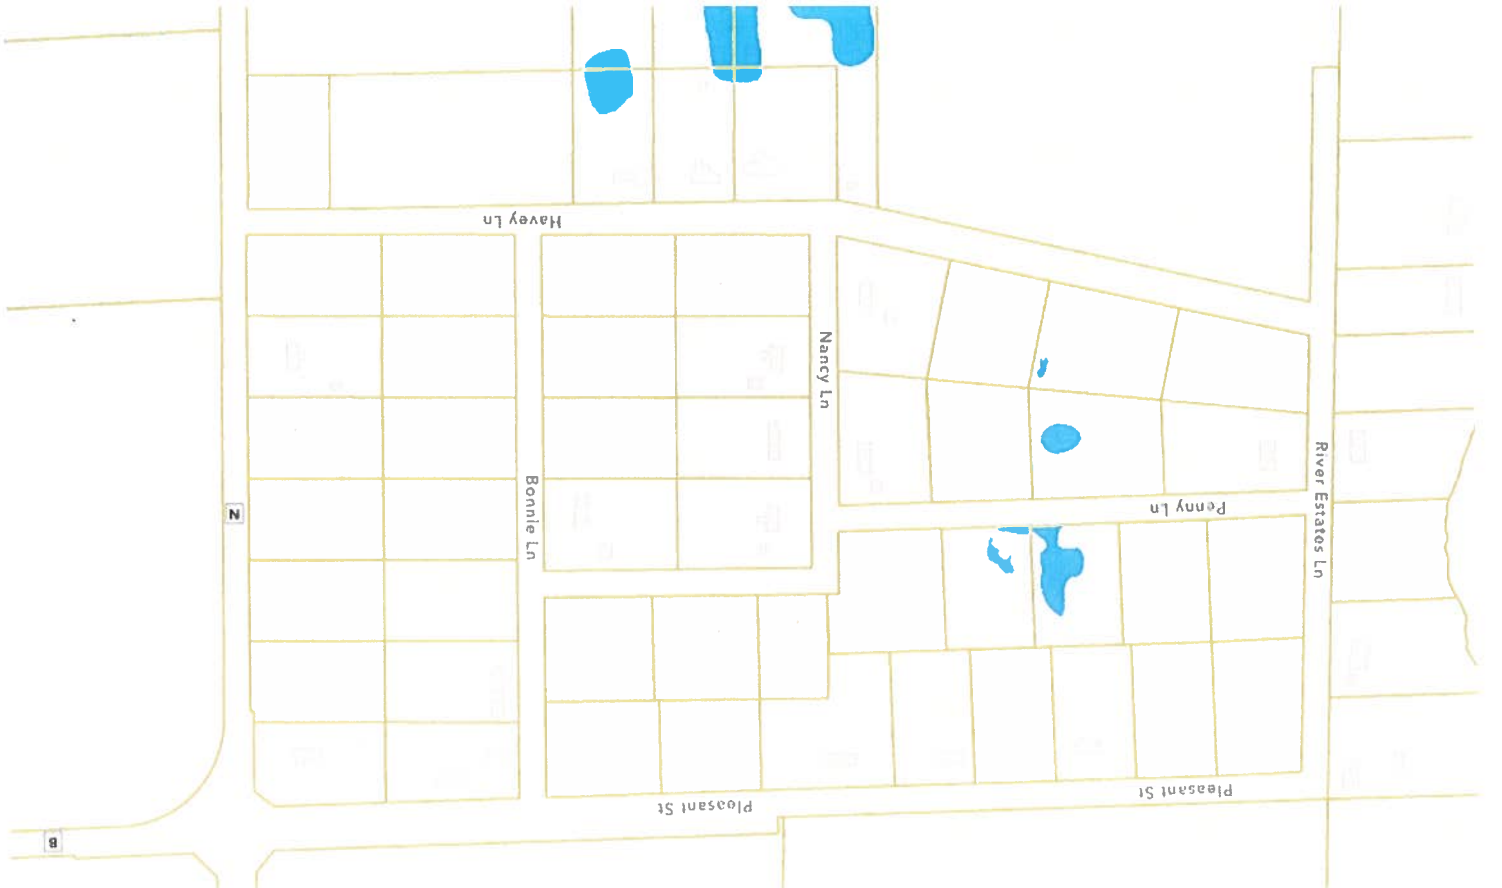 Havey Ln
Nancy Ln
River Estates Ln
Bonnie Ln
Penny Ln
N
Pleasant St
Pleasant St
B